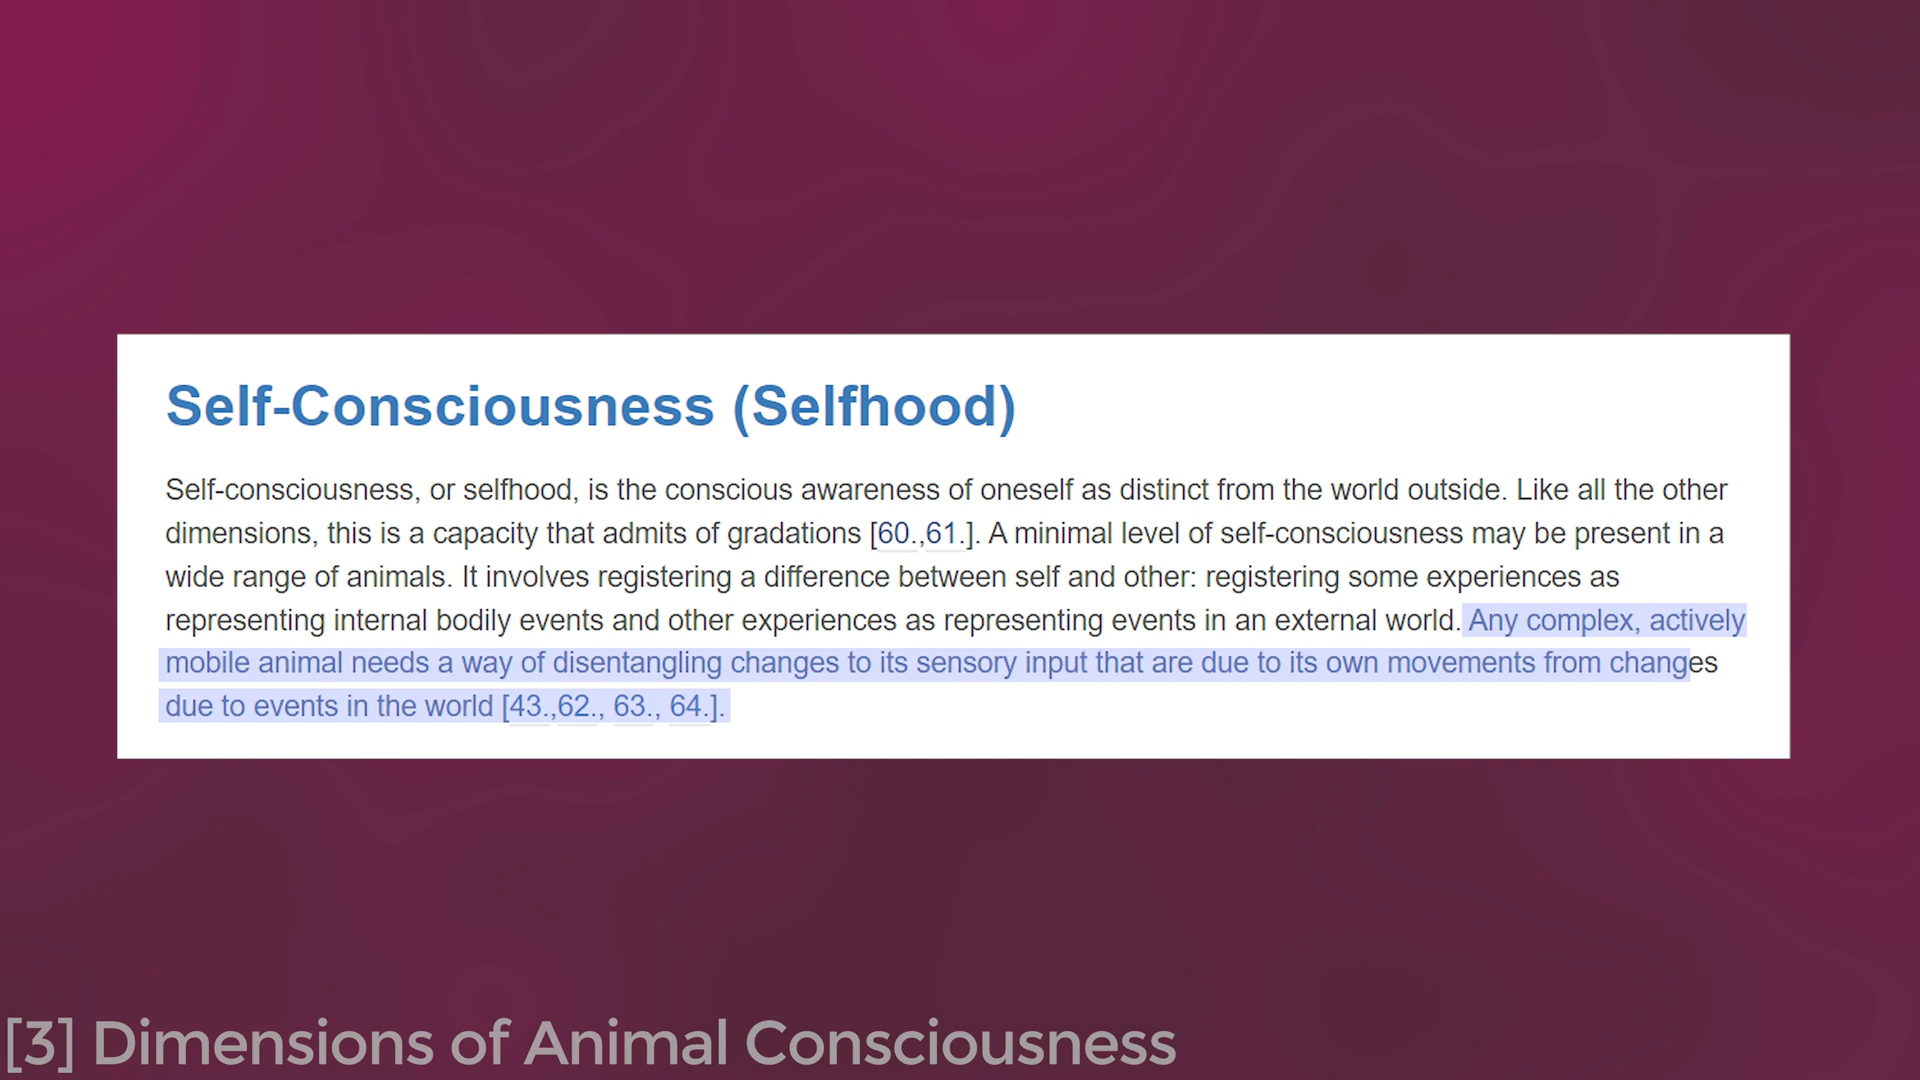 Self-Consciousness (Selfhood)
Self-consciousness, or selfhood, is the conscious awareness of oneself as distinct from the world outside. Like all the other
dimensions, this is a capacity that admits of gradations [60.,61.]. A minimal level of self-consciousness may be present in a
wide range of animals. It involves registering a difference between self and other: registering some experiences as
representing internal bodily events and other experiences as representing events in an external world. Any complex, actively
mobile animal needs a way of disentangling changes to its sensory input that are due to its own movements from changes
due to events in the world [43.,62., 63., 64.].
[3] Dimensions of Animal Consciousness